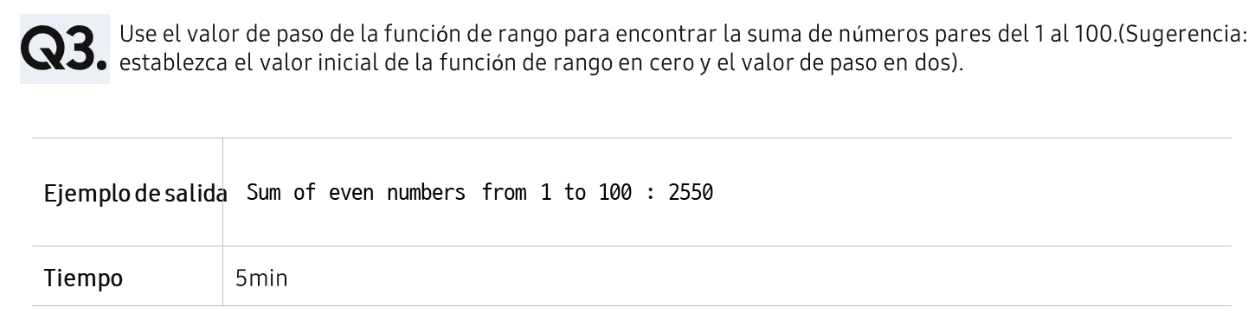 Q3. Use el valor de paso de la función de rango para encontrar la suma de números pares del 1 al 100.(Sugerencia:
establezca el valor inicial de la función de rango en cero y el valor de paso en dos).
Ejemplo de salida Sum of even numbers from 1 to 100 : 2550
Tiempo 5min